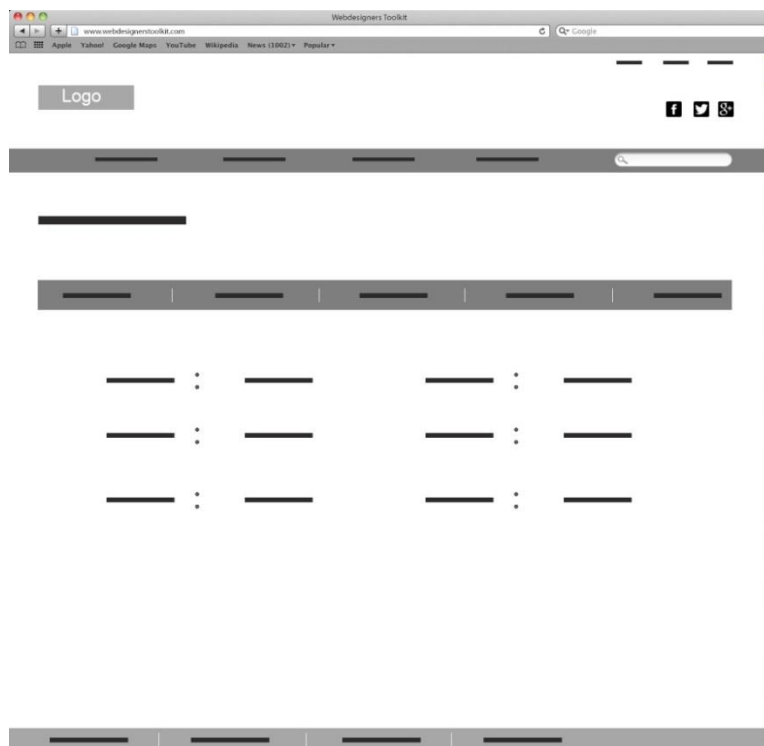 Webdesigners Toolkit
www.webdesignerstoolkit.com
Google
Apple Yahoo! Google Maps YouTube Wikipedia News (1002) Popular
Logo